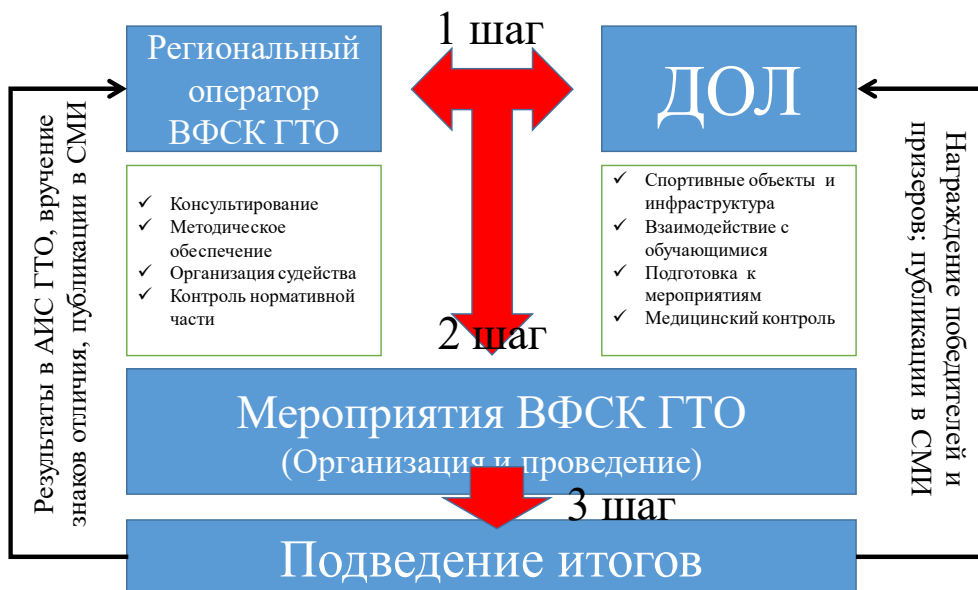 1 шаг
Региональный
оператор
ВФСК ГТО
ДОЛ
✓ Консультирование
✓ Методическое
обеспечение
✓ Организация судейства
✓ Контроль нормативной
части
✓ Спортивные объекты и
инфраструктура
✓ Взаимодействие с
обучающимися
✓ Подготовка к
мероприятиям
✓ Медицинский контроль
2 шаг
Мероприятия ВФСК ГТО
(Организация и проведение)
3 шаг
Подведение итогов
Результаты в АИС ГТО, вручение
знаков отличия, публикации в СМИ
Награждение победителей и
призеров; публикации в СМИ